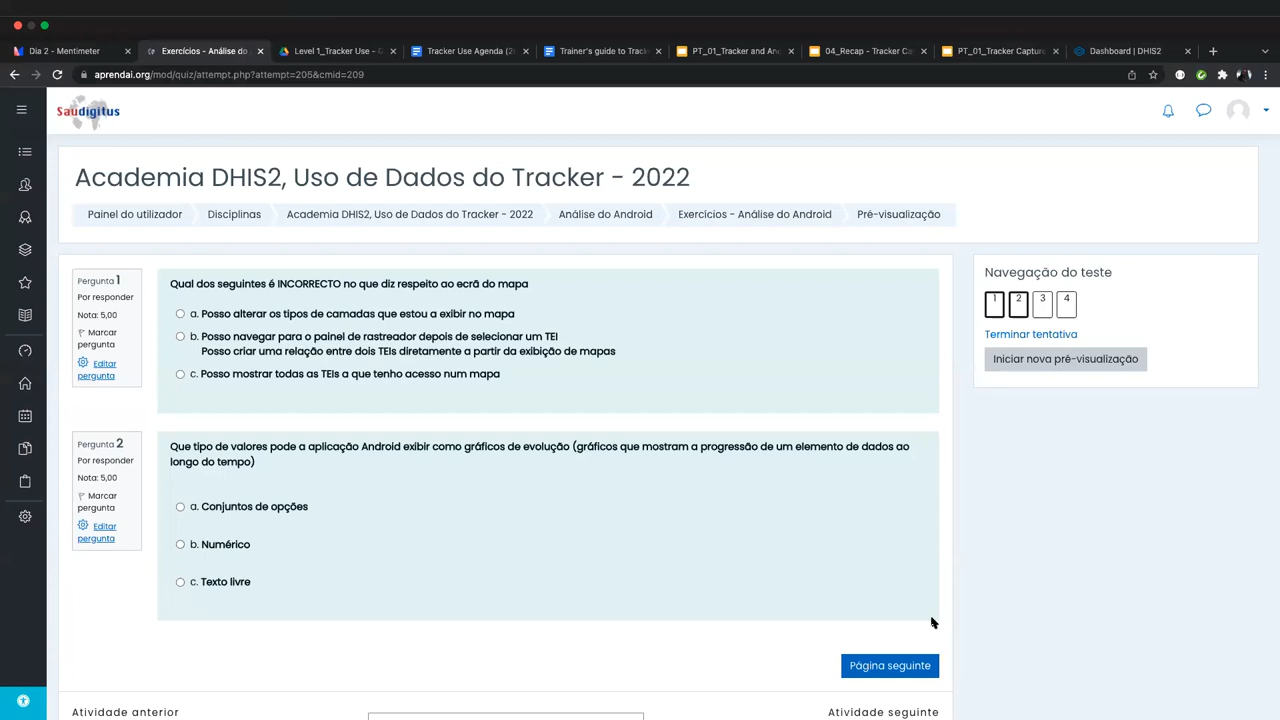 Dia 2 - Mentimeter
Exercícios - Análise do
Level 1_Tracker Use - G
Tracker Use Agenda (2
Trainer's guide to Track
PT_01_Tracker and An
04_Recap - Tracker Ca
PT_01_Tracker Capture
Dashboard | DHIS2
aprendai.org/mod/quiz/attempt.php?attempt=205&cmid=209
Saudigitus
Academia DHIS2, Uso de Dados do Tracker - 2022
Painel do utilizador
Disciplinas
Academia DHIS2, Uso de Dados do Tracker - 2022
Análise do Android
Exercícios - Análise do Android
Pré-visualização
Pergunta 1
Por responder
Nota: 5,00
Marcar
pergunta
Editar
pergunta
Qual dos seguintes é INCORRECTO no que diz respeito ao ecrã do mapa
a. Posso alterar os tipos de camadas que estou a exibir no mapa
b. Posso navegar para o painel de rastreador depois de selecionar um TEI
Posso criar uma relação entre dois TEIs diretamente a partir da exibição de mapas
c. Posso mostrar todas as TEIs a que tenho acesso num mapa
Pergunta 2
Por responder
Nota: 5,00
Marcar
pergunta
Editar
pergunta
Que tipo de valores pode a aplicação Android exibir como gráficos de evolução (gráficos que mostram a progressão de um elemento de dados ao
longo do tempo)
a. Conjuntos de opções
b. Numérico
c. Texto livre
Página seguinte
Navegação do teste
1 2 3 4
Terminar tentativa
Iniciar nova pré-visualização
Atividade anterior
Atividade seguinte